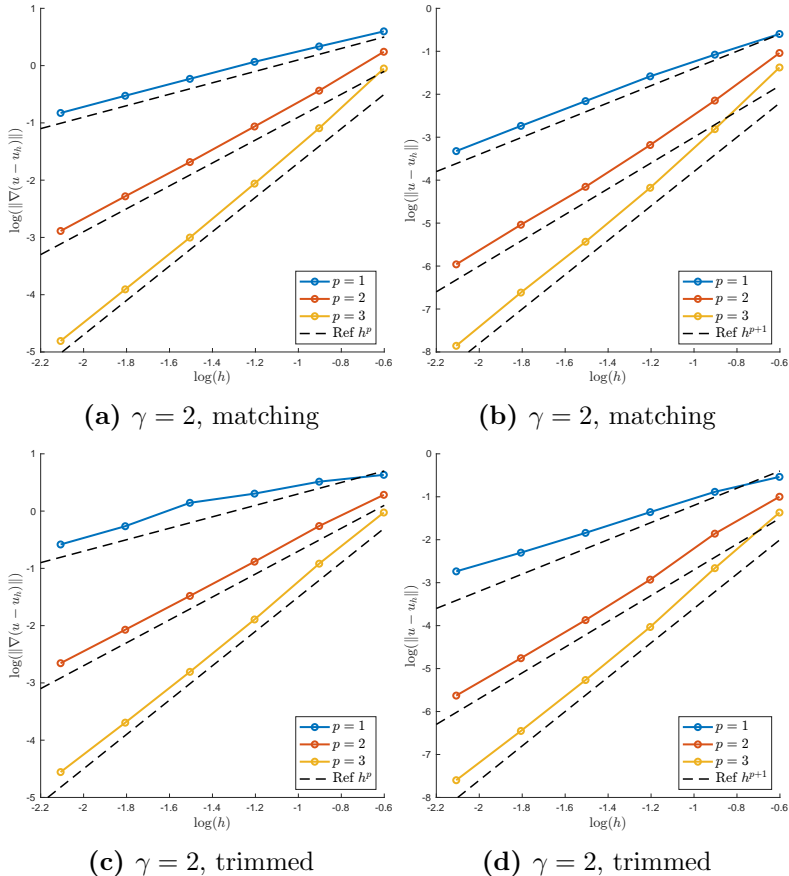 log(‖∇(u − u_h)‖)
1
0
-1
-2
-3
-4
-5
-2.2 -2 -1.8 -1.6 -1.4 -1.2 -1 -0.8 -0.6
log(h)
p = 1
p = 2
p = 3
Ref h^p
(a) γ = 2, matching
log(‖u − u_h‖)
0
-1
-2
-3
-4
-5
-6
-7
-8
-2.2 -2 -1.8 -1.6 -1.4 -1.2 -1 -0.8 -0.6
log(h)
p = 1
p = 2
p = 3
Ref h^{p+1}
(b) γ = 2, matching
log(‖∇(u − u_h)‖)
1
0
-1
-2
-3
-4
-5
-2.2 -2 -1.8 -1.6 -1.4 -1.2 -1 -0.8 -0.6
log(h)
p = 1
p = 2
p = 3
Ref h^p
(c) γ = 2, trimmed
log(‖u − u_h‖)
0
-1
-2
-3
-4
-5
-6
-7
-8
-2.2 -2 -1.8 -1.6 -1.4 -1.2 -1 -0.8 -0.6
log(h)
p = 1
p = 2
p = 3
Ref h^{p+1}
(d) γ = 2, trimmed